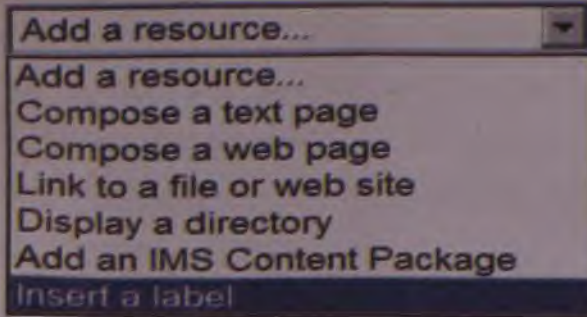 Add a resource...
Add a resource...
Compose a text page
Compose a web page
Link to a file or web site
Display a directory
Add an IMS Content Package
Insert a label